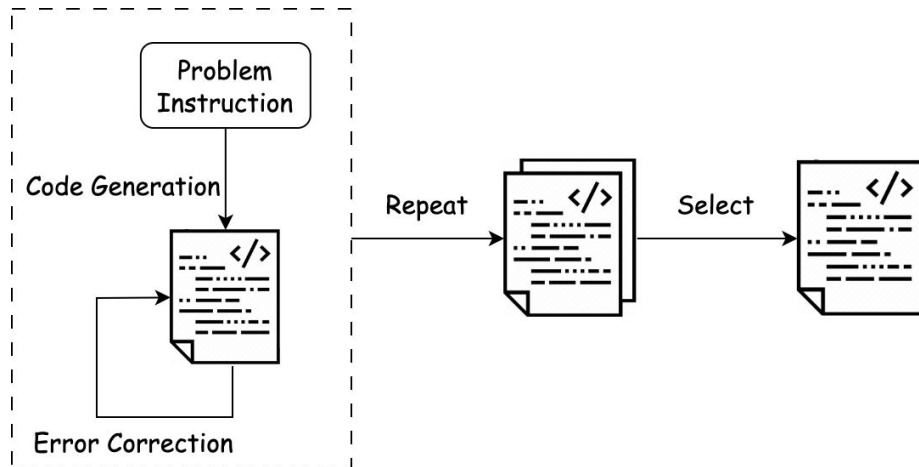 Problem
Instruction
Code Generation
</>
Error Correction
Repeat
</>
Select
</>